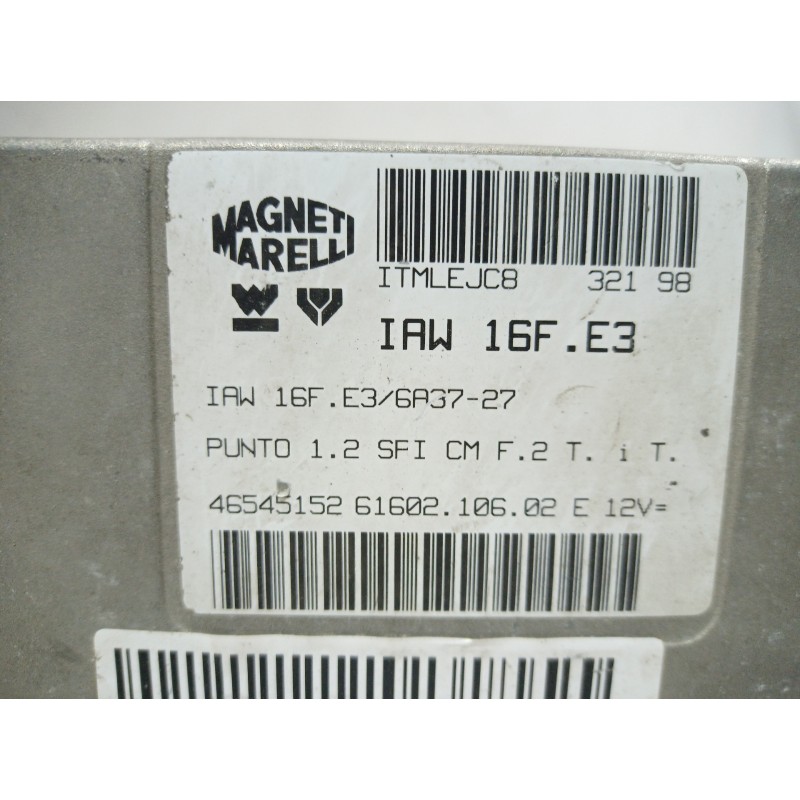 MAGNETI
MARELLI
ITMLEJC8 321 98
IAW 16F.E3
IAW 16F.E3/6A37-27
PUNTO 1.2 SFI CM F.2 T. i T.
46545152 61602.106.02 E 12V=